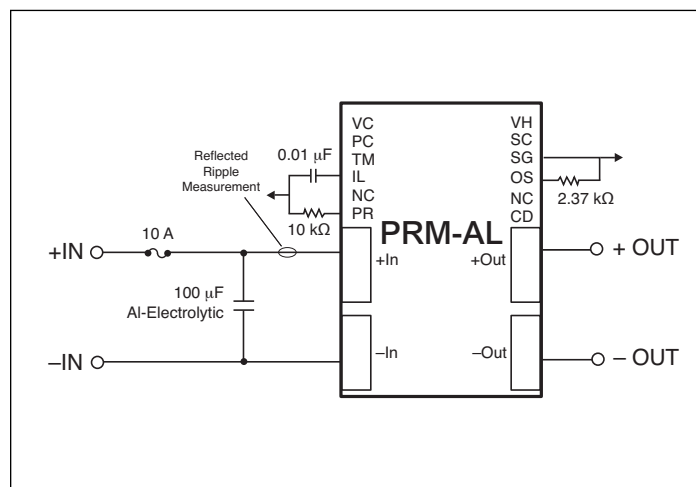 VC
PC
TM
IL
NC
PR
VH
SC
SG
OS
NC
CD
0.01 μF
10 kΩ
2.37 kΩ
Reflected
Ripple
Measurement
PRM-AL
10 A
+IN
+In
+Out
+ OUT
100 μF
Al-Electrolytic
–IN
–In
–Out
– OUT